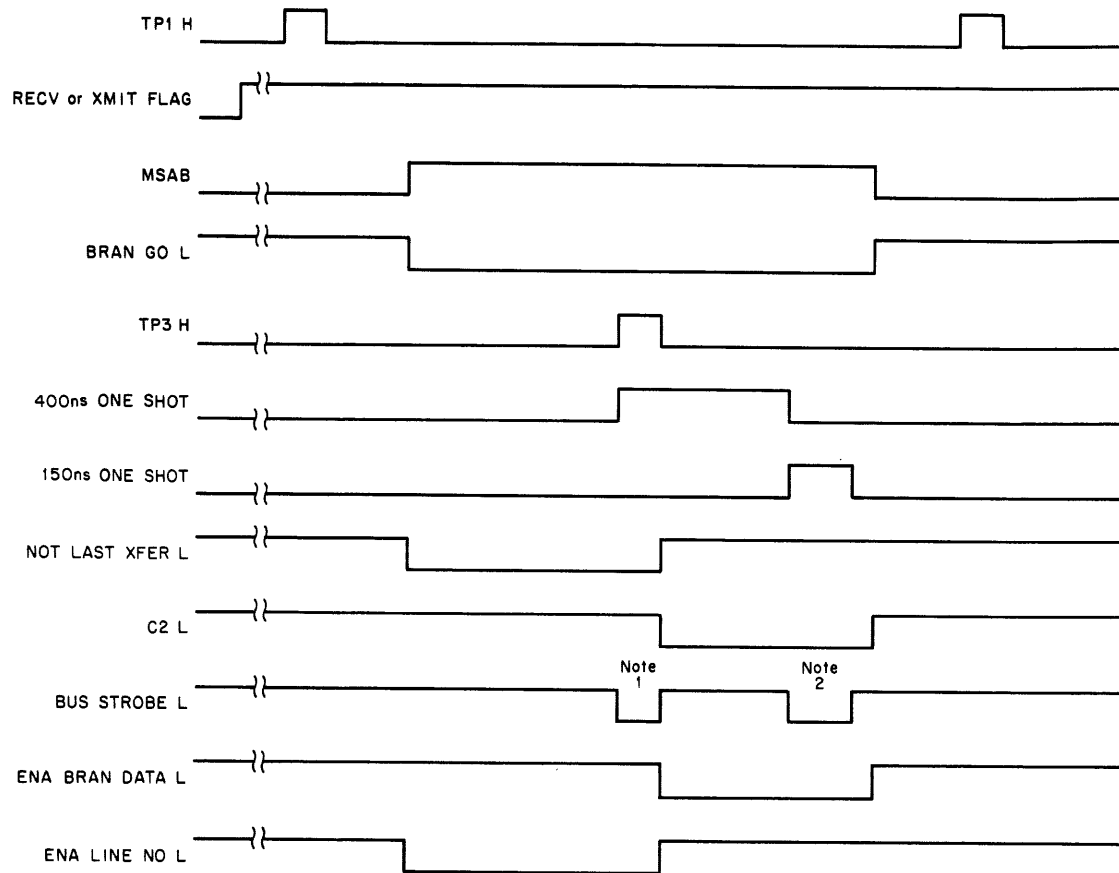 TP1 H
RECV or XMIT FLAG
MSAB
BRAN GO L
TP3 H
400ns ONE SHOT
150ns ONE SHOT
NOT LAST XFER L
C2 L
Note
1
Note
2
BUS STROBE L
ENA BRAN DATA L
ENA LINE NO L